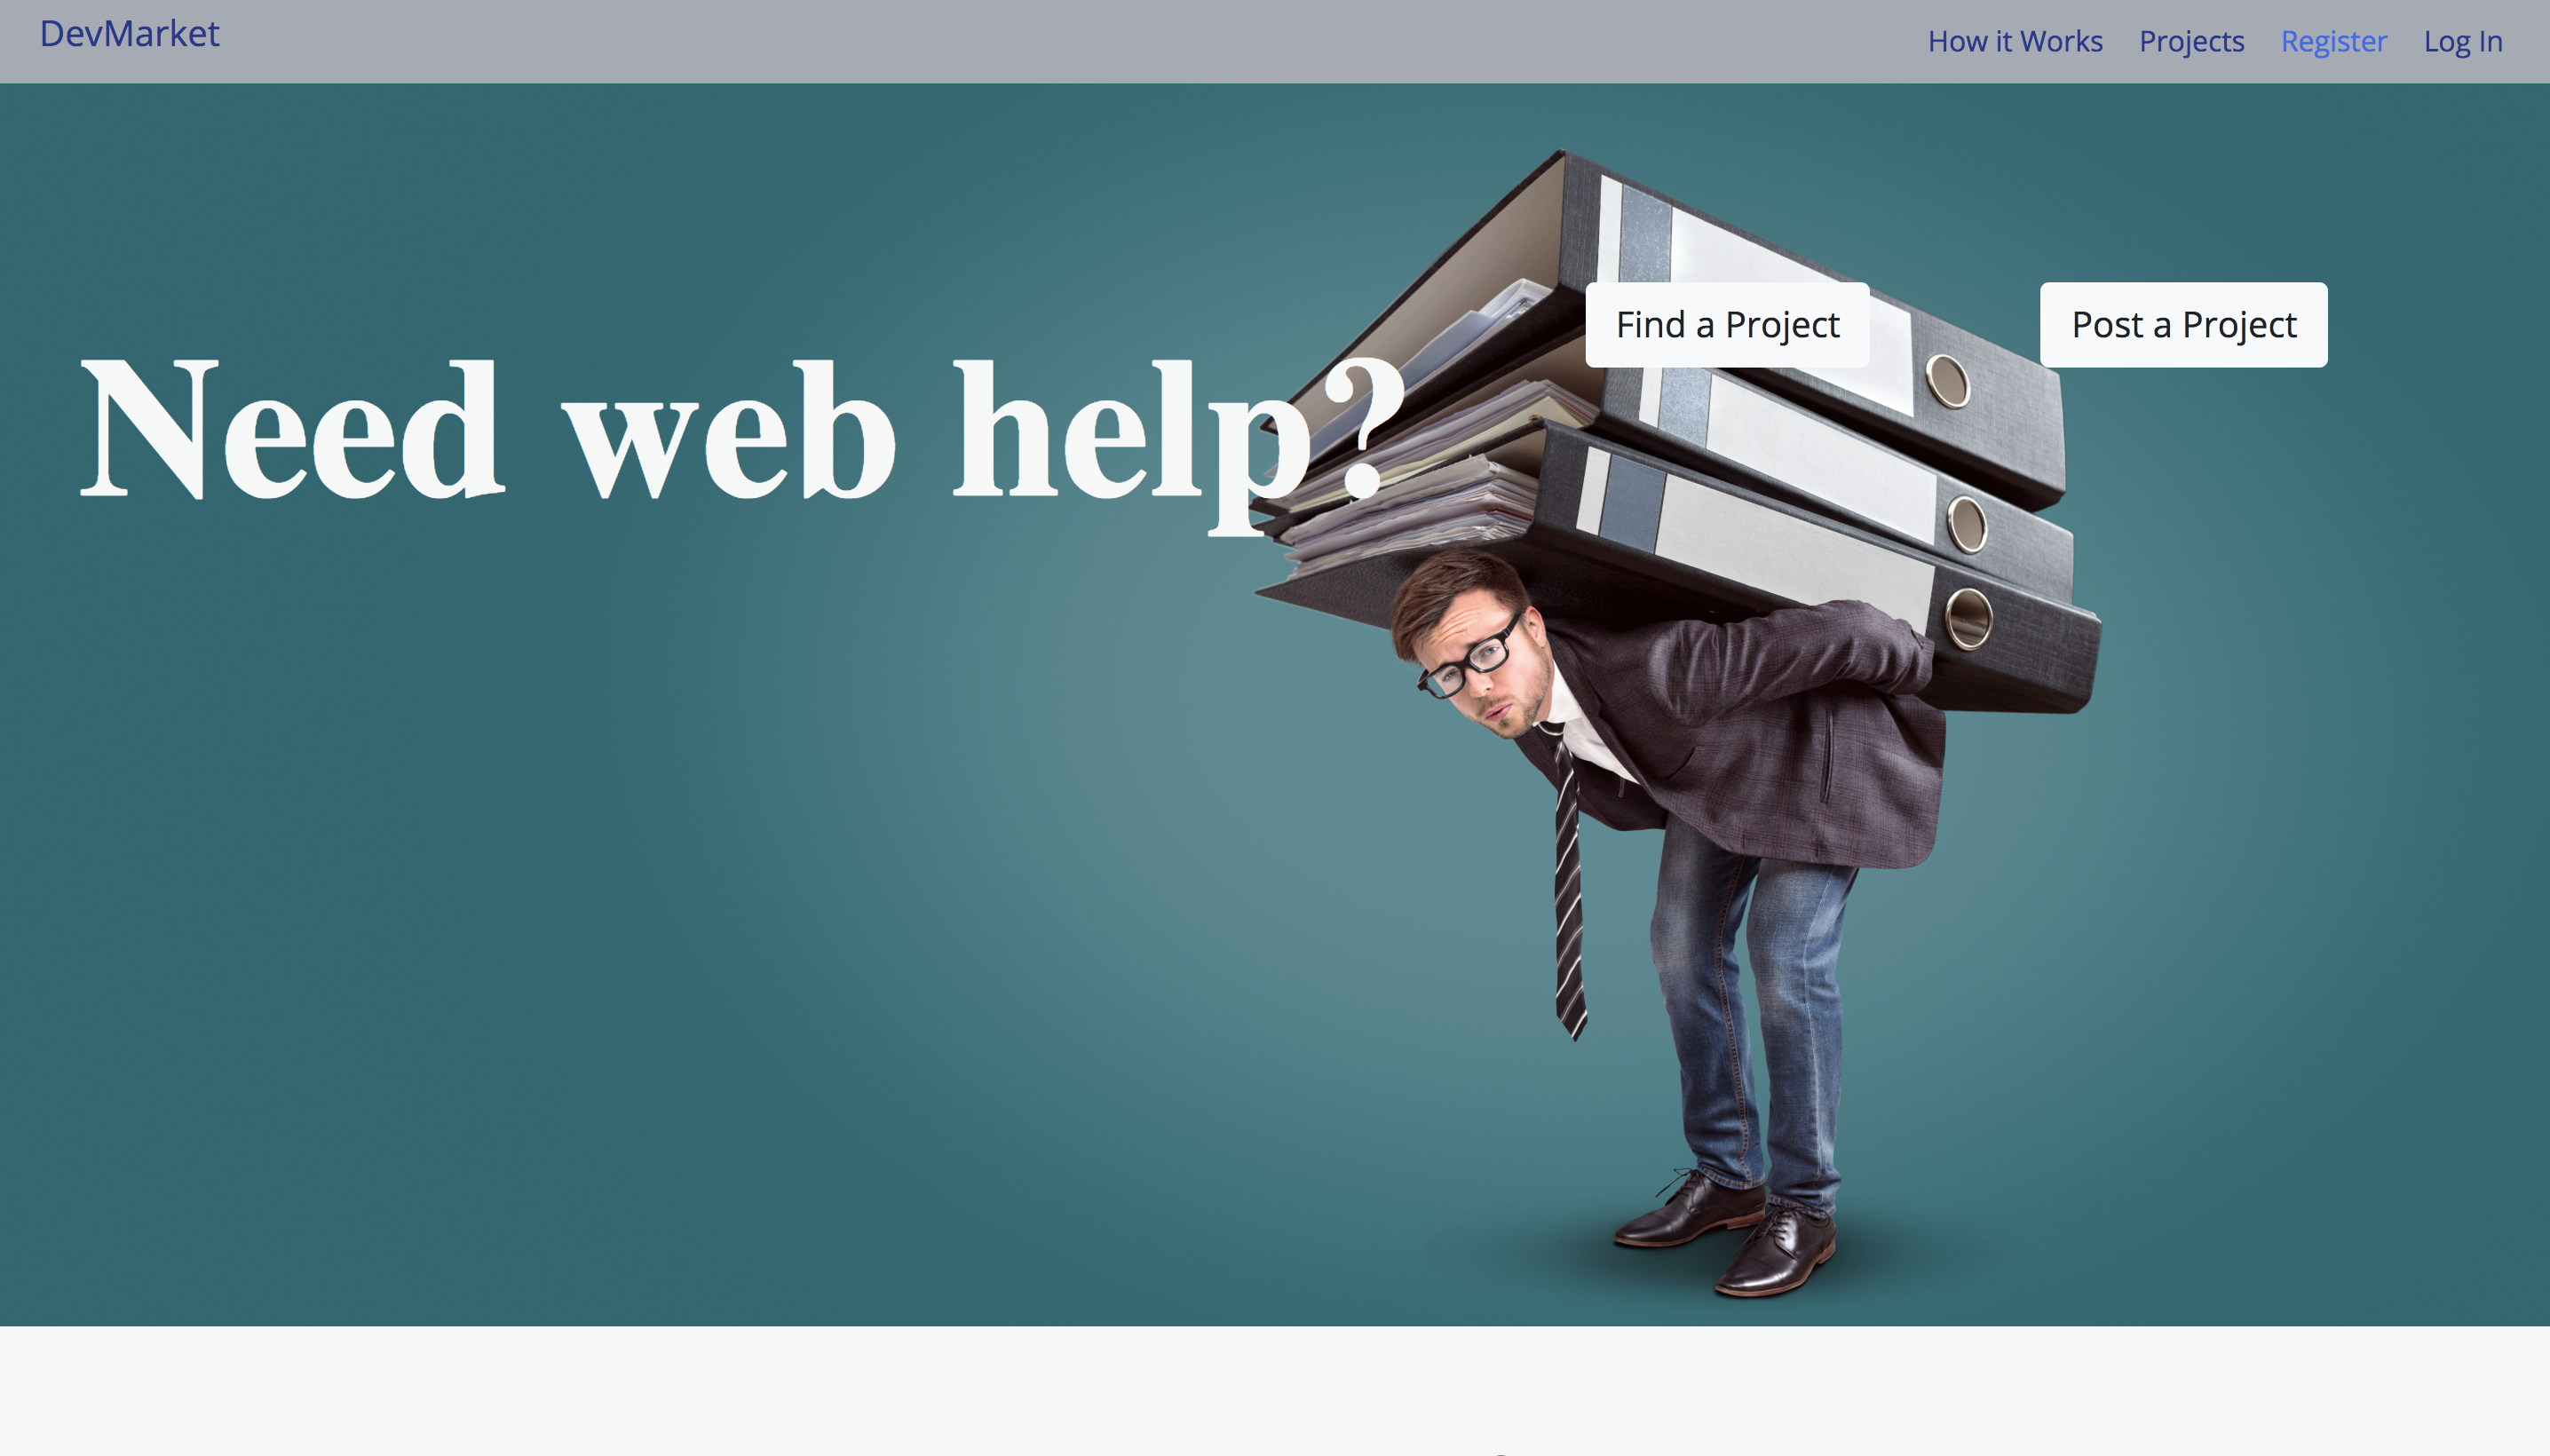 DevMarket
How it Works Projects Register Log In
Find a Project Post a Project
Need web help?